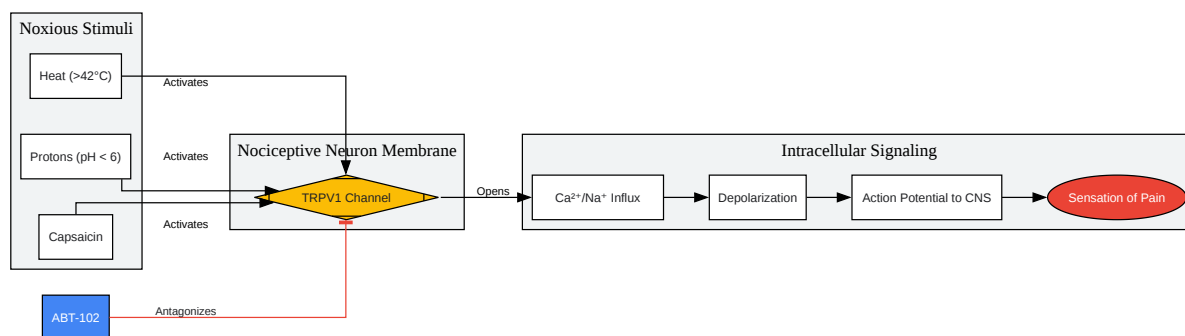 Noxious Stimuli
Heat (>42°C)
Activates
Protons (pH < 6)
Activates
Capsaicin
Activates
Nociceptive Neuron Membrane
TRPV1 Channel
Opens
Intracellular Signaling
Ca²⁺/Na⁺ Influx
Depolarization
Action Potential to CNS
Sensation of Pain
ABT-102
Antagonizes